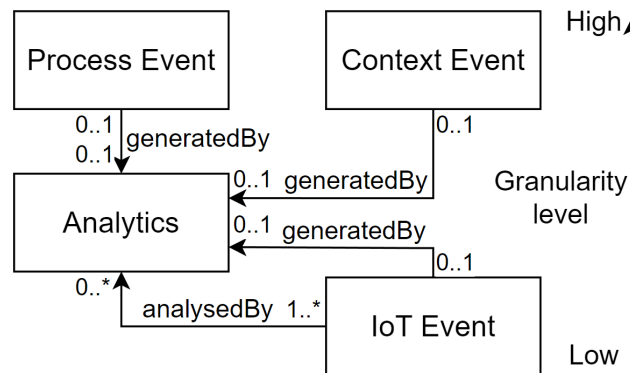 High
Process Event
Context Event
0..1
0..1
generatedBy
0..1
0..1
generatedBy
Granularity
level
Analytics
0..1
generatedBy
0..1
0..*
analysedBy
1..*
IoT Event
Low